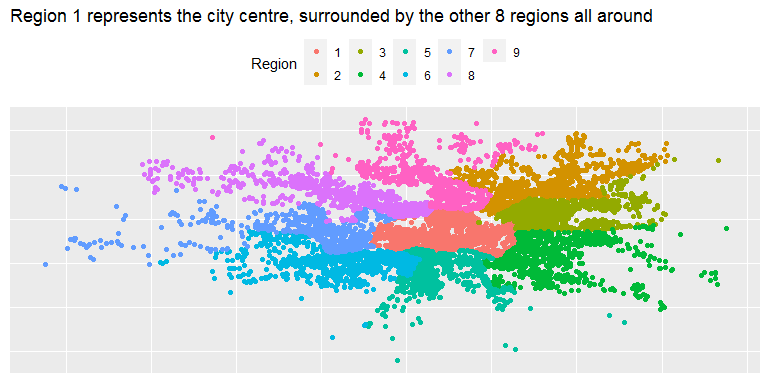 Region 1 represents the city centre, surrounded by the other 8 regions all around
Region 1 3 5 7 9
2 4 6 8